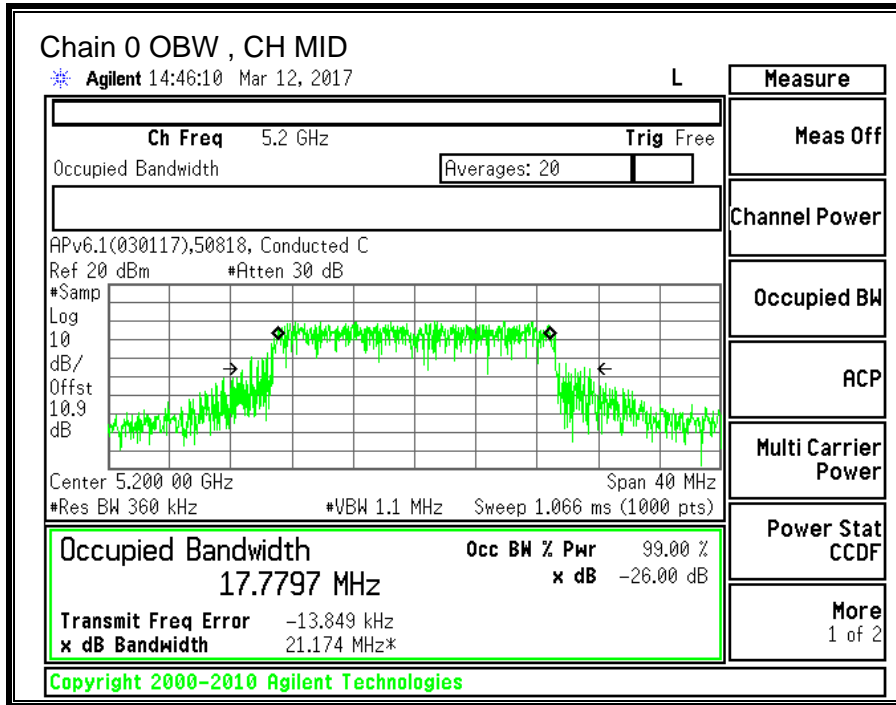 Chain 0 OBW , CH MID
Agilent 14:46:10 Mar 12, 2017 L
Measure
Ch Freq 5.2 GHz Trig Free
Occupied Bandwidth Averages: 20
APv6.1(030117),50818, Conducted C
Ref 20 dBm #Atten 30 dB
#Samp
Log
10
dB/
Offst
10.9
dB
Center 5.200 00 GHz Span 40 MHz
#Res BW 360 kHz #VBW 1.1 MHz Sweep 1.066 ms (1000 pts)
Occupied Bandwidth Occ BW % Pwr 99.00 %
17.7797 MHz x dB -26.00 dB
Transmit Freq Error -13.849 kHz
x dB Bandwidth 21.174 MHz*
Meas Off
Channel Power
Occupied BW
ACP
Multi Carrier
Power
Power Stat
CCDF
More
1 of 2
Copyright 2000-2010 Agilent Technologies